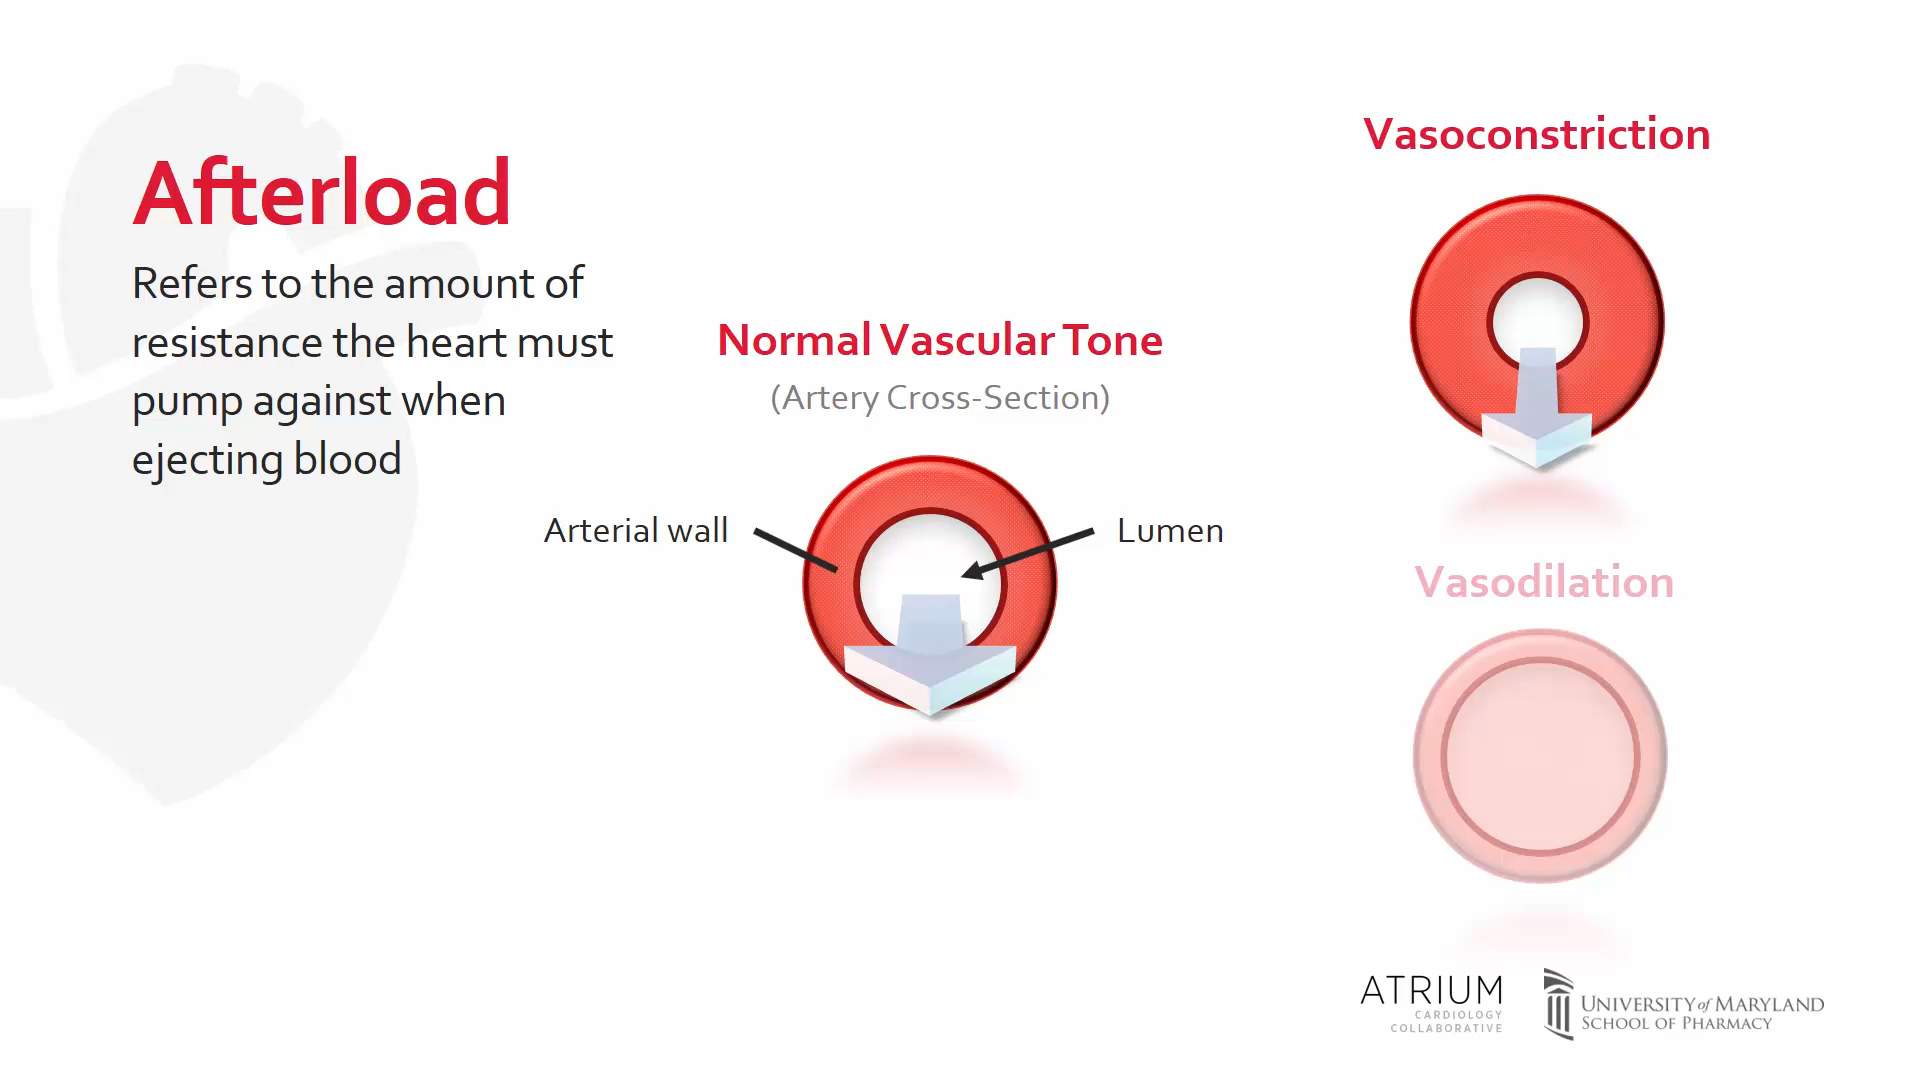 Afterload
Refers to the amount of
resistance the heart must
pump against when
ejecting blood
Normal Vascular Tone
(Artery Cross-Section)
Arterial wall
Lumen
Vasoconstriction
Vasodilation
ATRIUM
CARDIOLOGY
COLLABORATIVE
UNIVERSITY of MARYLAND
SCHOOL OF PHARMACY